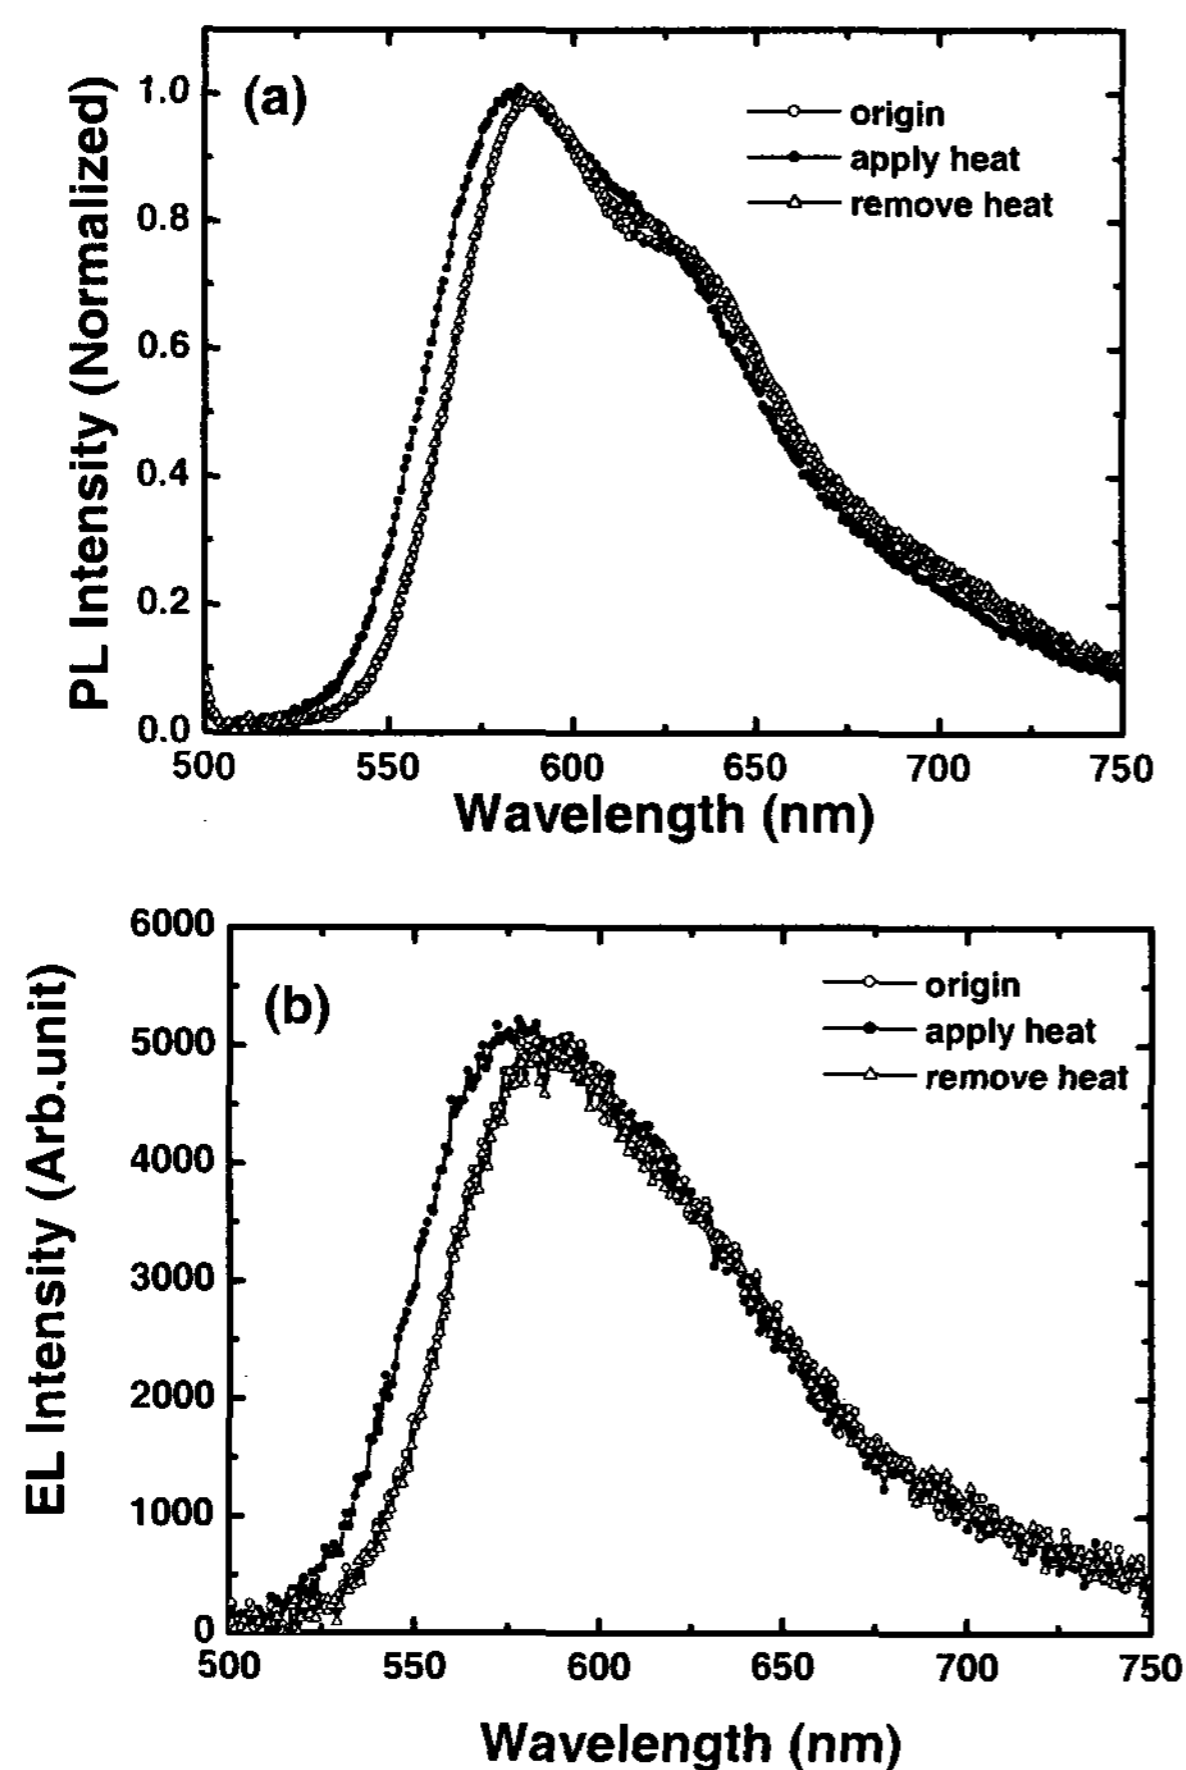 (a)
origin
apply heat
remove heat
PL Intensity (Normalized)
1.0
0.8
0.6
0.4
0.2
0.0
500 550 600 650 700 750
Wavelength (nm)
(b)
origin
apply heat
remove heat
EL Intensity (Arb.unit)
6000
5000
4000
3000
2000
1000
0
500 550 600 650 700 750
Wavelength (nm)